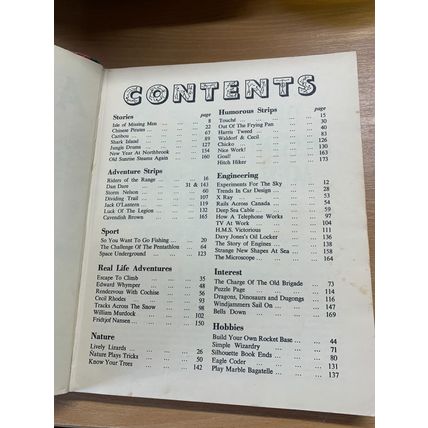 CONTENTS
Stories page
Isle of Missing Men ... 8
Chinese Pirates ... 22
Caribou ... 67
Shark Island ... 89
Jungle Drums ... 127
New Year At Northbrook ... 154
Old Sunrise Steams Again ... 160
Adventure Strips
Riders of the Range ... 16
Dan Dare ... 31 & 143
Storm Nelson ... 60
Dividing Trail ... 107
Jack O'Lantern ... 119
Luck Of The Legion ... 132
Cavendish Brown ... 165
Sport
So You Want To Go Fishing ... 20
The Challenge Of The Pentathlon ... 64
Space Underground ... 123
Real Life Adventures
Escape To Climb ... 35
Edward Whymper ... 48
Rendezvous With Cochise ... 56
Cecil Rhodes ... 93
Tracks Across The Snow ... 98
William Murdock ... 102
Fridtjof Nansen ... 150
Nature
Lively Lizards ... 26
Nature Plays Tricks ... 50
Know Your Trees ... 142
Humorous Strips page
Touché ... 15
Out Of The Frying Pan ... 30
Harris Tweed ... 40
Waldorf & Cecil ... 83
Chicko ... 126
Nice Work! ... 130
Goal! ... 163
Hitch Hiker ... 173
Engineering
Experiments For The Sky ... 12
Trends In Car Design ... 28
X Ray ... 53
Rails Across Canada ... 54
Deep Sea Cable ... 59
How A Telephone Works ... 97
TV At Work ... 104
H.M.S. Victorious ... 111
Davy Jones's Oil Locker ... 136
The Story of Engines ... 138
Strange New Shapes At Sea ... 158
The Microscope ... 164
Interest
The Charge Of The Old Brigade ... 73
Puzzle Page ... 114
Dragons, Dinosaurs and Dugongs ... 116
Windjammers Sail On ... 147
Bells Down ... 169
Hobbies
Build Your Own Rocket Base ... 44
Simple Wizardry ... 71
Silhouette Book Ends ... 80
Eagle Coder ... 131
Play Marble Bagatelle ... 137